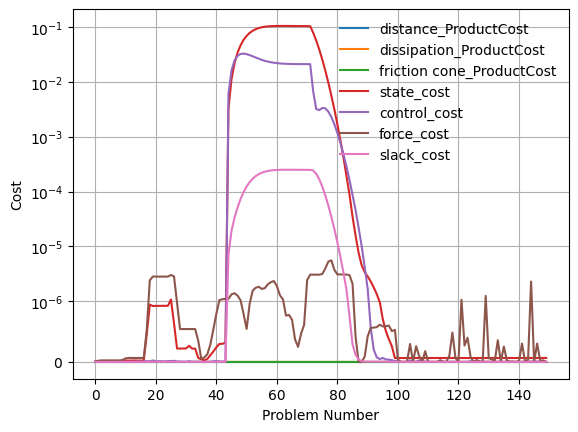 distance_ProductCost
dissipation_ProductCost
friction cone_ProductCost
state_cost
control_cost
force_cost
slack_cost
10⁻¹
10⁻²
10⁻³
10⁻⁴
10⁻⁵
10⁻⁶
0
Cost
0 20 40 60 80 100 120 140
Problem Number